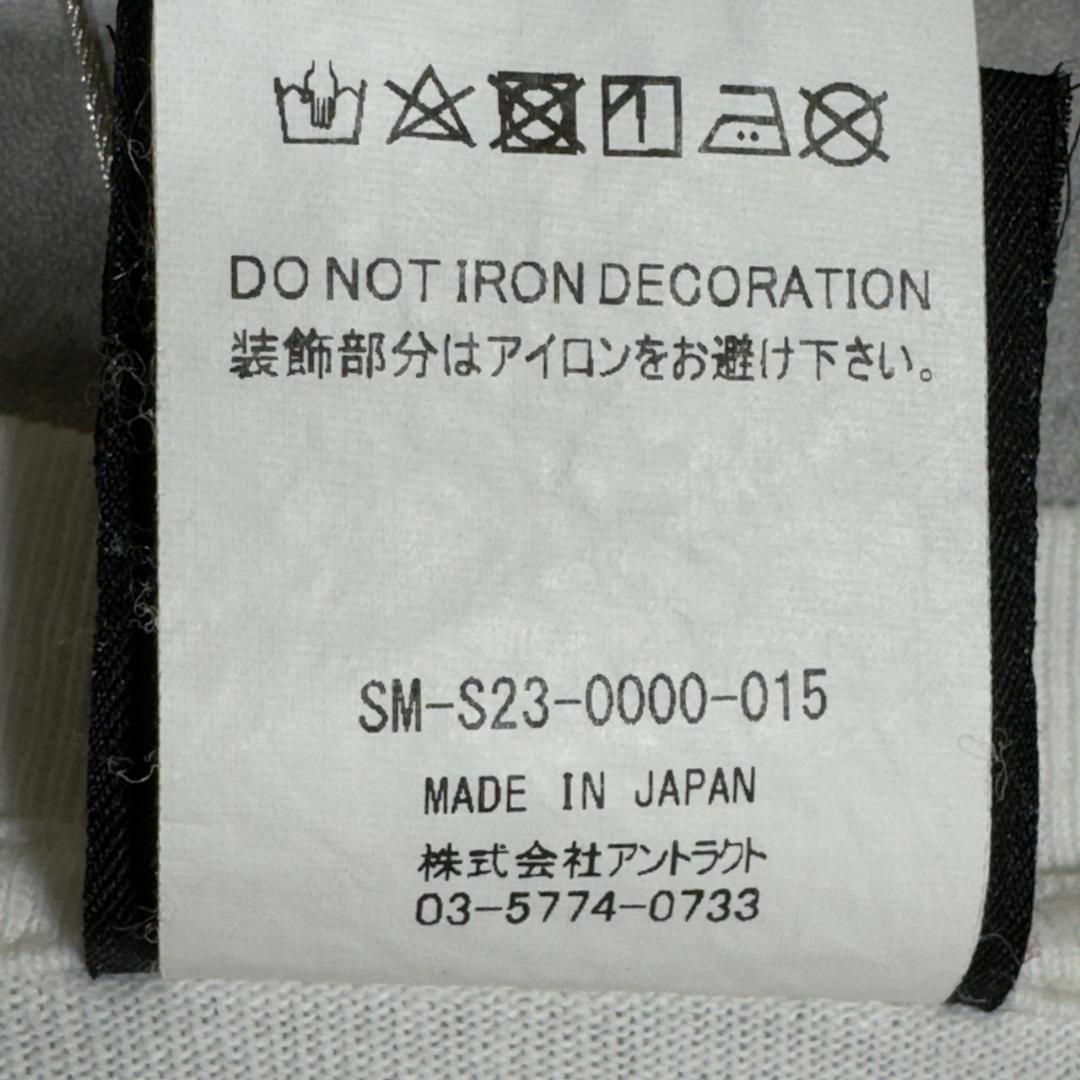 DO NOT IRON DECORATION
装飾部分はアイロンをお避け下さい。
SM-S23-0000-015
MADE IN JAPAN
株式会社アントラクト
03-5774-0733